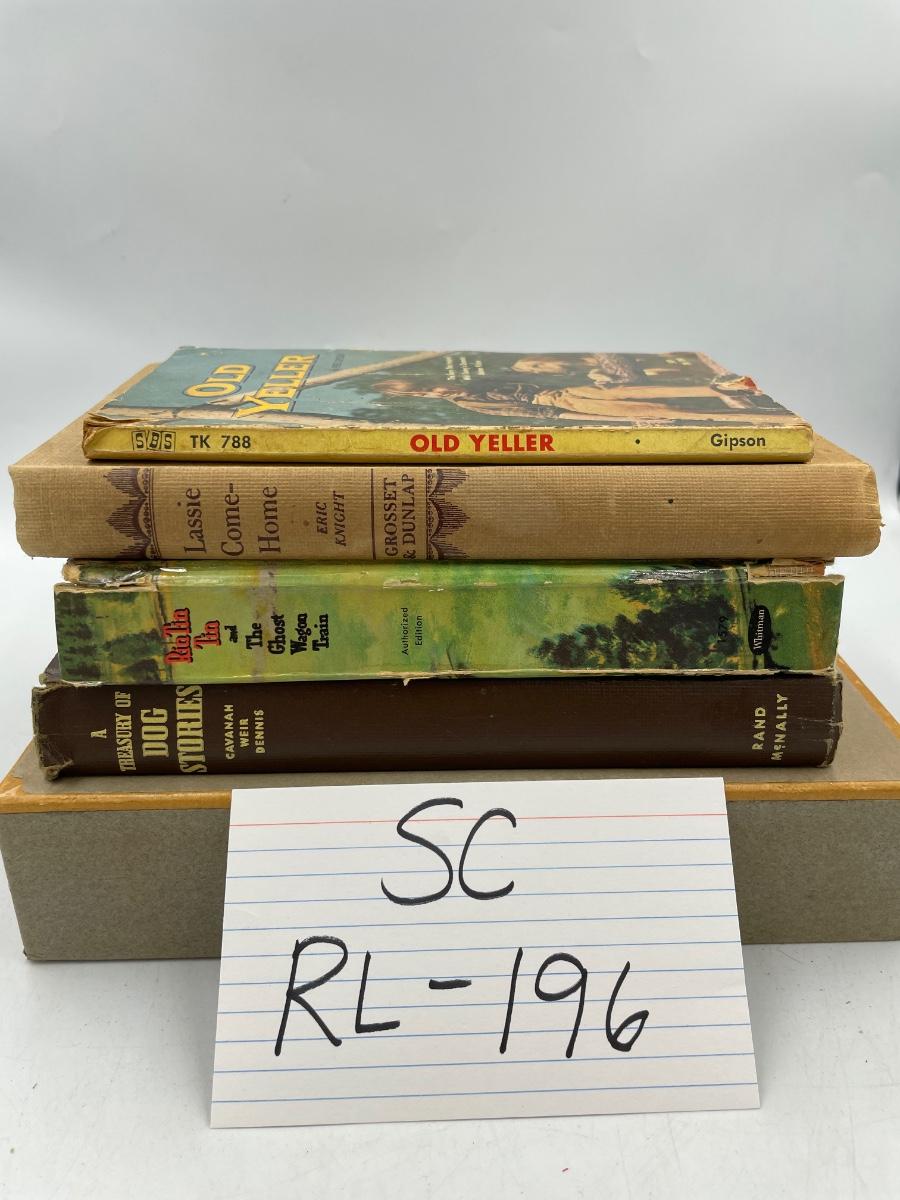 OLD
YELLER
SBS TK 788 OLD YELLER • Gipson
Lassie
Come-
Home
ERIC
KNIGHT
GROSSET
& DUNLAP
Rin Tin
Tin
and
The
Ghost
Wagon
Train
Authorized
Edition
Whitman
A
TREASURY OF
DOG
STORIES
CAVANAH
WEIR
DENNIS
RAND
McNALLY
SC
RL-196